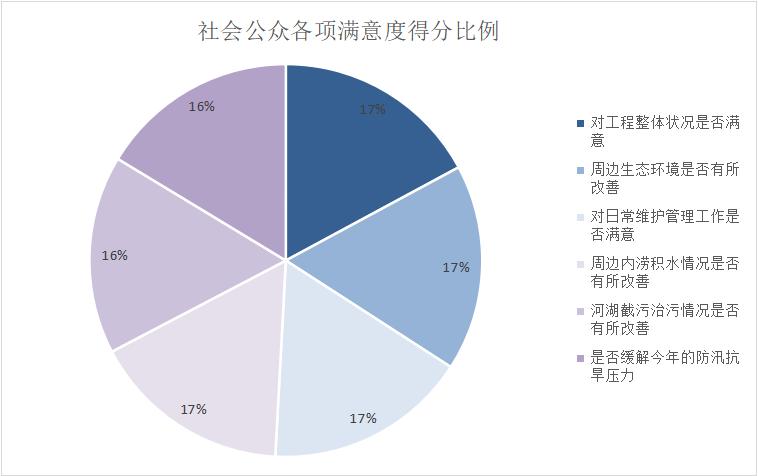 社会公众各项满意度得分比例
16%
17%
16%
17%
17%
17%
对工程整体状况是否满
意
周边生态环境是否有所
改善
对日常维护管理工作是
否满意
周边内涝积水情况是否
有所改善
河湖截污治污情况是否
有所改善
是否缓解今年的防汛抗
旱压力